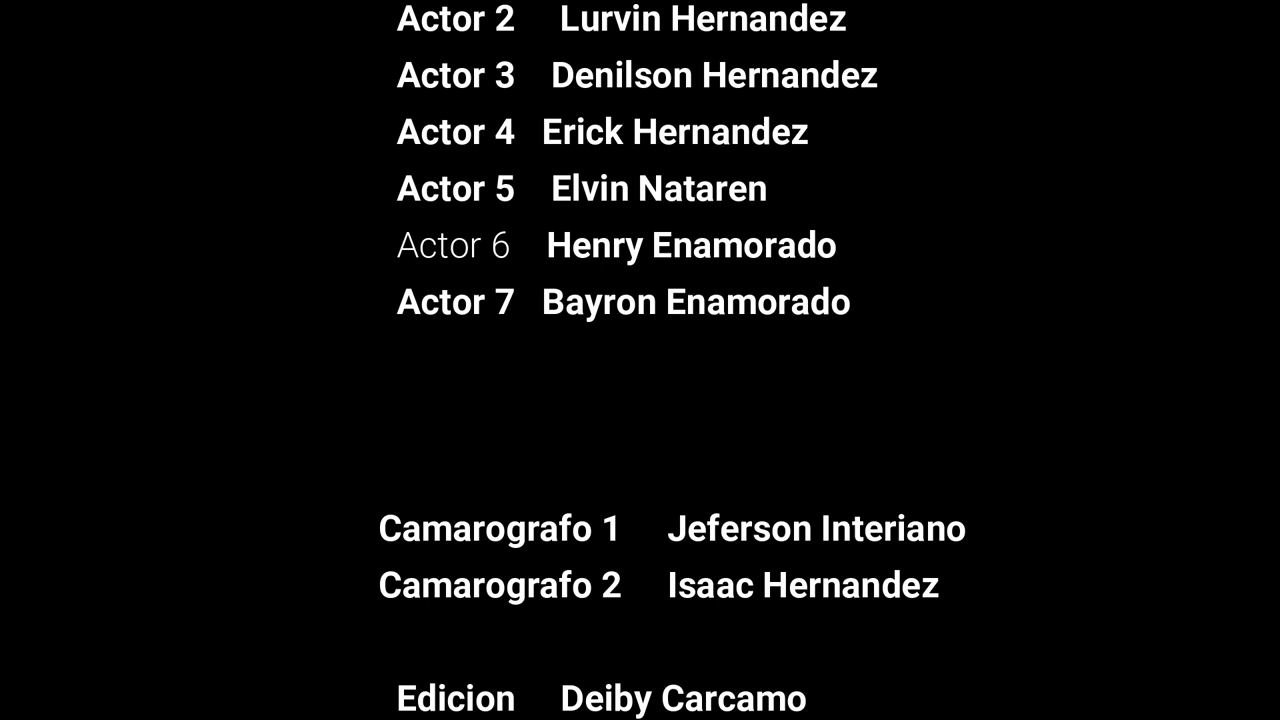 Actor 2 Lurvin Hernandez
Actor 3 Denilson Hernandez
Actor 4 Erick Hernandez
Actor 5 Elvin Nataren
Actor 6 Henry Enamorado
Actor 7 Bayron Enamorado
Camarografo 1 Jeferson Interiano
Camarografo 2 Isaac Hernandez
Edicion Deiby Carcamo